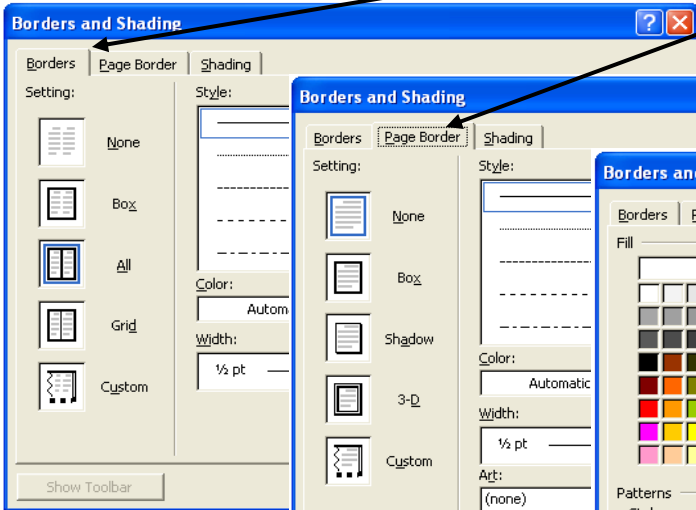 Borders and Shading
Borders Page Border Shading
Setting:
Style:
None
Box
All
Grid
Custom
Color:
Autom
Width:
½ pt
Show Toolbar
Borders and Shading
Borders Page Border Shading
Setting:
Style:
None
Box
Shadow
3-D
Custom
Color:
Automatic
Width:
½ pt
Art:
(none)
Borders an
Borders
Fill
Patterns